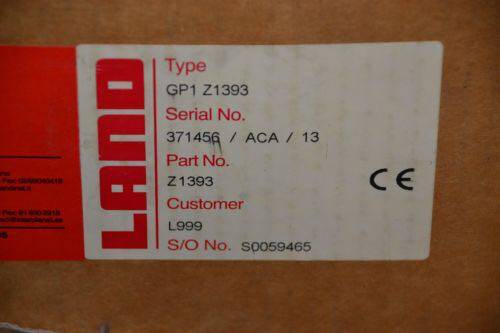 LAND
Type
GP1 Z1393
Serial No.
371456 / ACA / 13
Part No.
Z1393
Customer
L999
S/O No. S0059465
CE